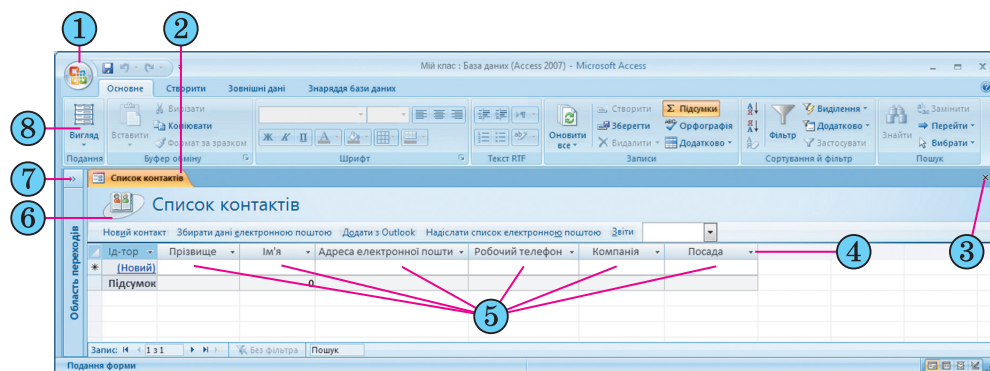 1
2
Мій клас : База даних (Access 2007) - Microsoft Access
Основне Створити Зовнішні дані Знаряддя бази даних
8
Вигляд
Подання
Вставити
Вирізати
Копіювати
Формат за зразком
Буфер обміну
Ж К П А
Шрифт
Текст RTF
Оновити все
Створити
Зберегти
Видалити
Σ Підсумки
Орфографія
Додатково
Записи
Фільтр
Виділення
Додатково
Застосувати
Сортування й фільтр
Знайти
Замінити
Перейти
Вибрати
Пошук
7
Список контактів
3
6
Список контактів
Новий контакт Збирати дані електронною поштою Додати з Outlook Надіслати список електронною поштою Звіти
Область переходів
Ід-тор Прізвище Ім'я Адреса електронної пошти Робочий телефон Компанія Посада
4
(Новий)
Підсумок 0
5
Запис: 1 з 1 Без фільтра Пошук
Подання форми